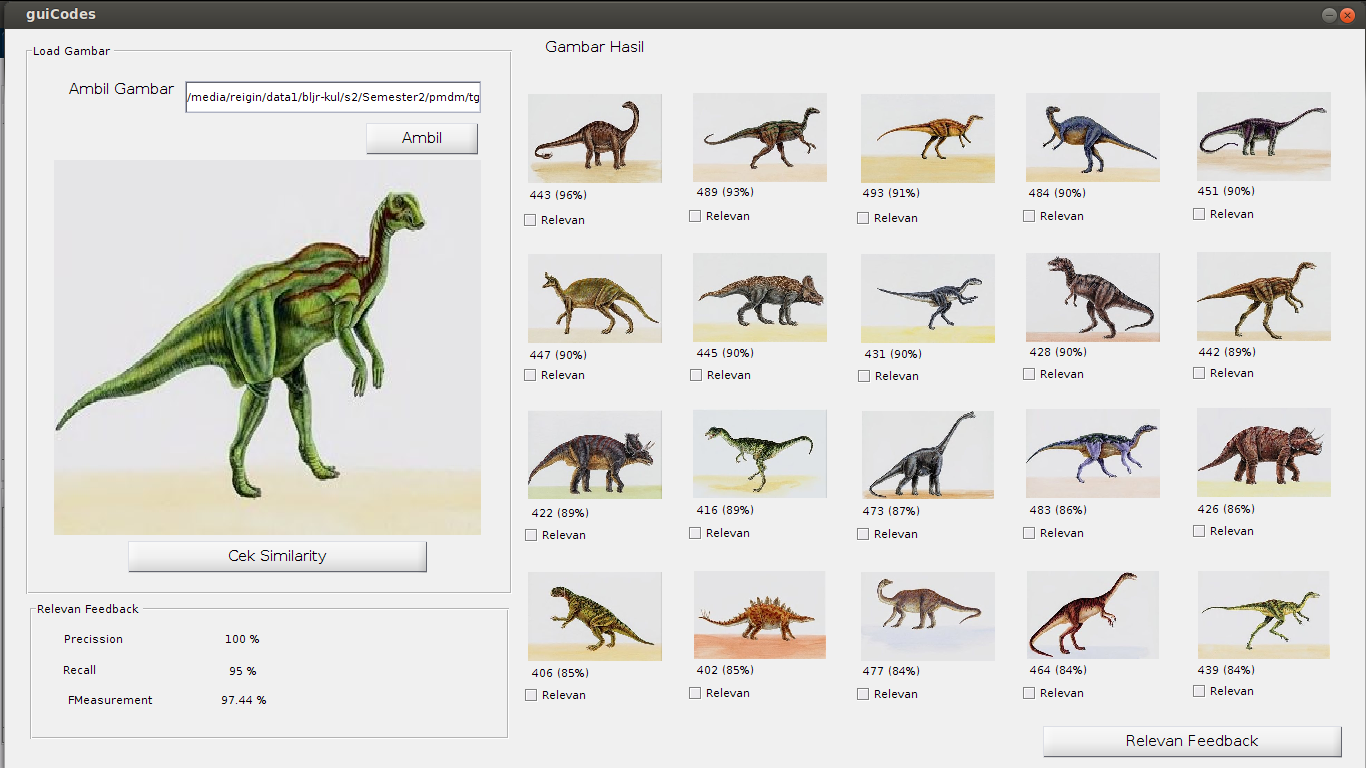 guiCodes
Load Gambar
Ambil Gambar
/media/reigin/data1/bljr-kul/s2/Semester2/pmdm/tg
Ambil
Cek Similarity
Relevan Feedback
Precission 100 %
Recall 95 %
FMeasurement 97.44 %
Gambar Hasil
443 (96%) 489 (93%) 493 (91%) 484 (90%) 451 (90%)
Relevan Relevan Relevan Relevan Relevan
447 (90%) 445 (90%) 431 (90%) 428 (90%) 442 (89%)
Relevan Relevan Relevan Relevan Relevan
422 (89%) 416 (89%) 473 (87%) 483 (86%) 426 (86%)
Relevan Relevan Relevan Relevan Relevan
406 (85%) 402 (85%) 477 (84%) 464 (84%) 439 (84%)
Relevan Relevan Relevan Relevan Relevan
Relevan Feedback